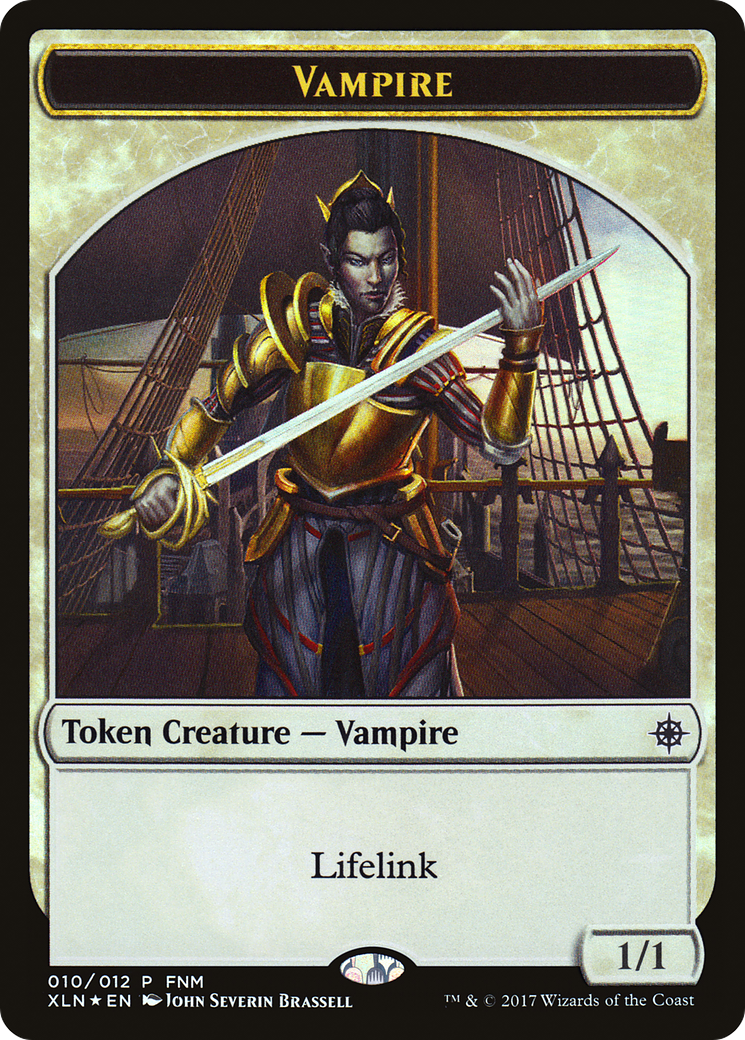 Vampire
Token Creature — Vampire
Lifelink
1/1
010/012 P FNM
XLN★EN John Severin Brassell
™ & © 2017 Wizards of the Coast